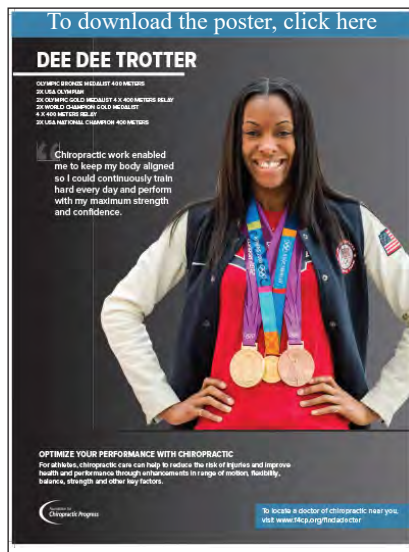 To download the poster, click here
DEE DEE TROTTER
OLYMPIC BRONZE MEDALIST 400 METERS
3X USA OLYMPIAN
2X OLYMPIC GOLD MEDALIST 4 X 400 METERS RELAY
2X WORLD CHAMPION GOLD MEDALIST
4 X 400 METERS RELAY
2X USA NATIONAL CHAMPION 400 METERS
“Chiropractic work enabled
me to keep my body aligned
so I could continuously train
hard every day and perform
with my maximum strength
and confidence.
OPTIMIZE YOUR PERFORMANCE WITH CHIROPRACTIC
For athletes, chiropractic care can help to reduce the risk of injuries and improve
health and performance through enhancements in range of motion, flexibility,
balance, strength and other key factors.
Foundation for
Chiropractic Progress
To locate a doctor of chiropractic near you,
visit www.f4cp.org/findadoctor